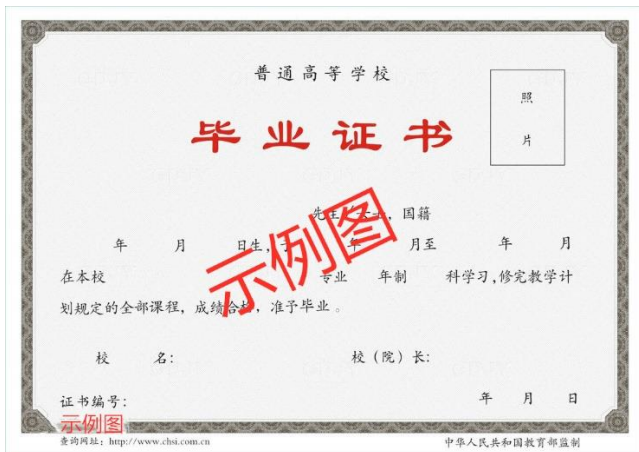 普通高等学校
照
片
毕业证书
先生/女士，国籍
年 月 日生，于 年 月至 年 月
在本校 专业 年制 科学习，修完教学计
划规定的全部课程，成绩合格，准予毕业。
示例图
校 名： 校（院）长：
证书编号： 年 月 日
示例图
查询网址：http://www.chsi.com.cn 中华人民共和国教育部监制